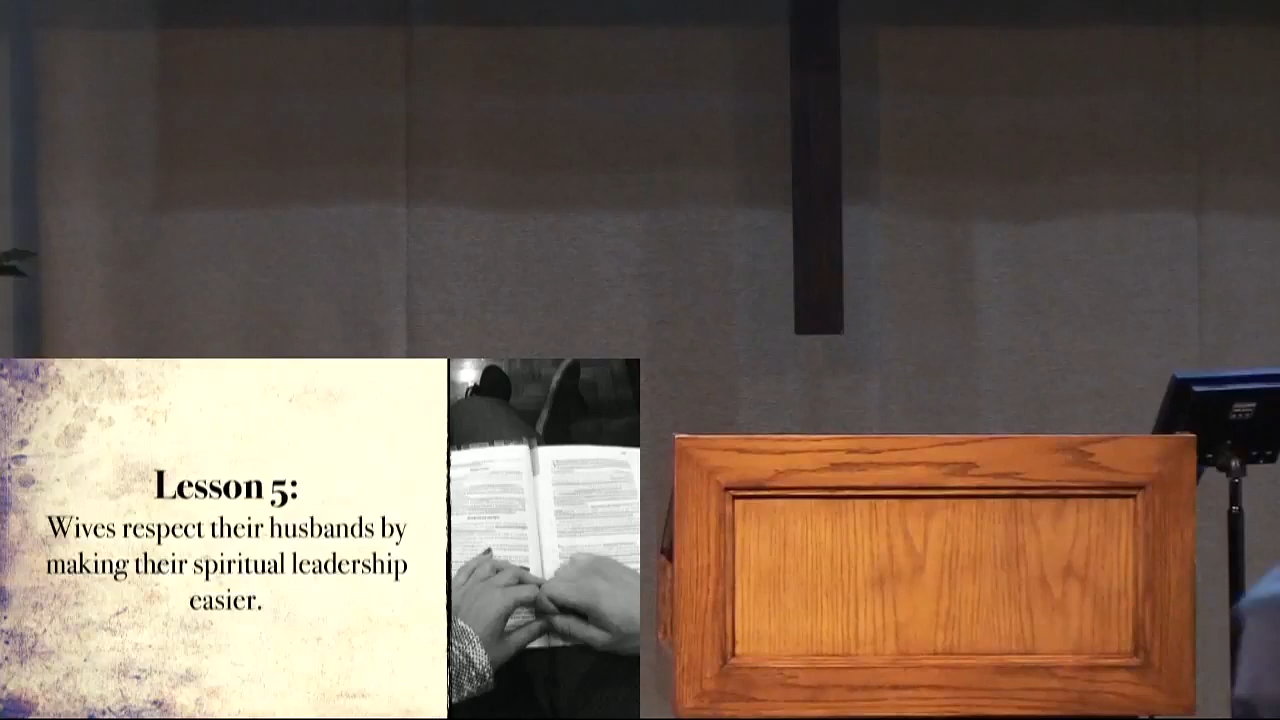 Lesson 5:
Wives respect their husbands by
making their spiritual leadership
easier.